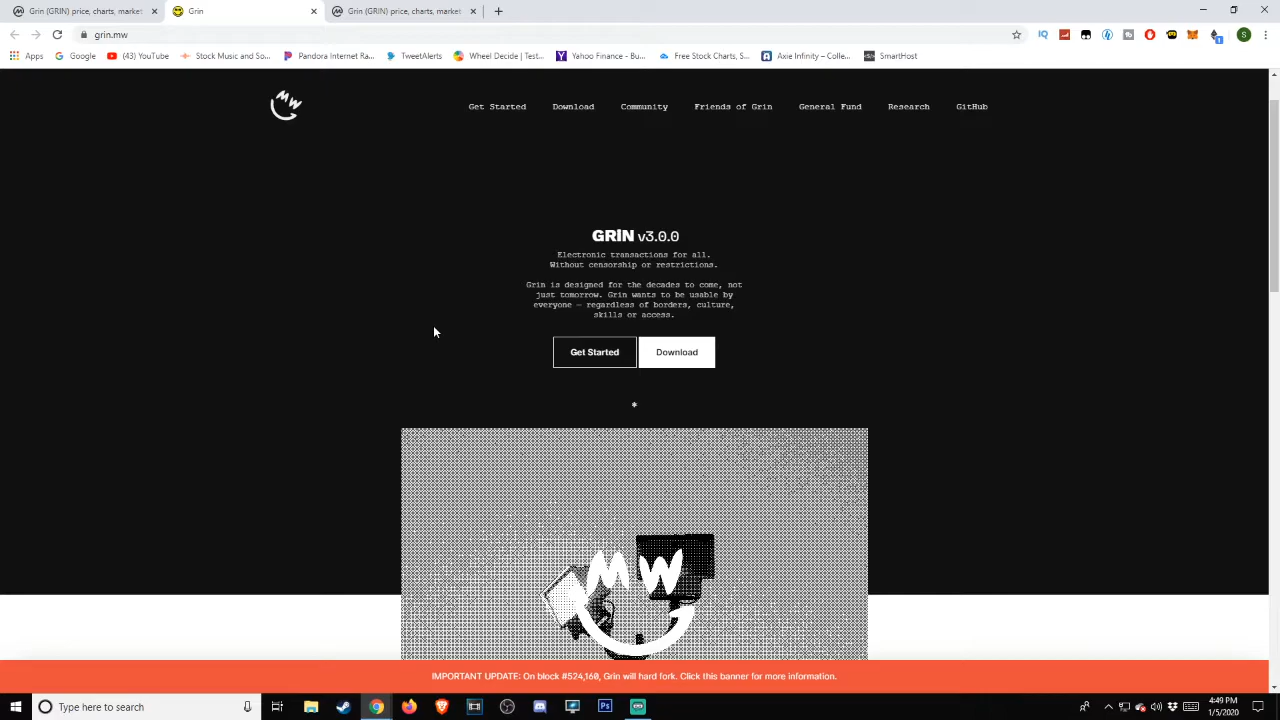 Grin (GRIN) price, marketcap, ch
Grin
Grin (GRIN) price, market
grin.mw
Apps
Google
(43) YouTube
Stock Music and So...
Pandora Internet Ra...
TweetAlerts
Wheel Decide | Test...
Yahoo Finance - Bu...
Free Stock Charts, S...
Axie Infinity – Colle...
SmartHost
MW
Get Started
Download
Community
Friends of Grin
General Fund
Research
GitHub
GRIN v3.0.0
Electronic transactions for all.
Without censorship or restrictions.
Grin is designed for the decades to come, not
just tomorrow. Grin wants to be usable by
everyone — regardless of borders, culture,
skills or access.
Get Started
Download
*
MW
IMPORTANT UPDATE: On block #524,160, Grin will hard fork. Click this banner for more information.
Type here to search
4:49 PM
1/5/2020